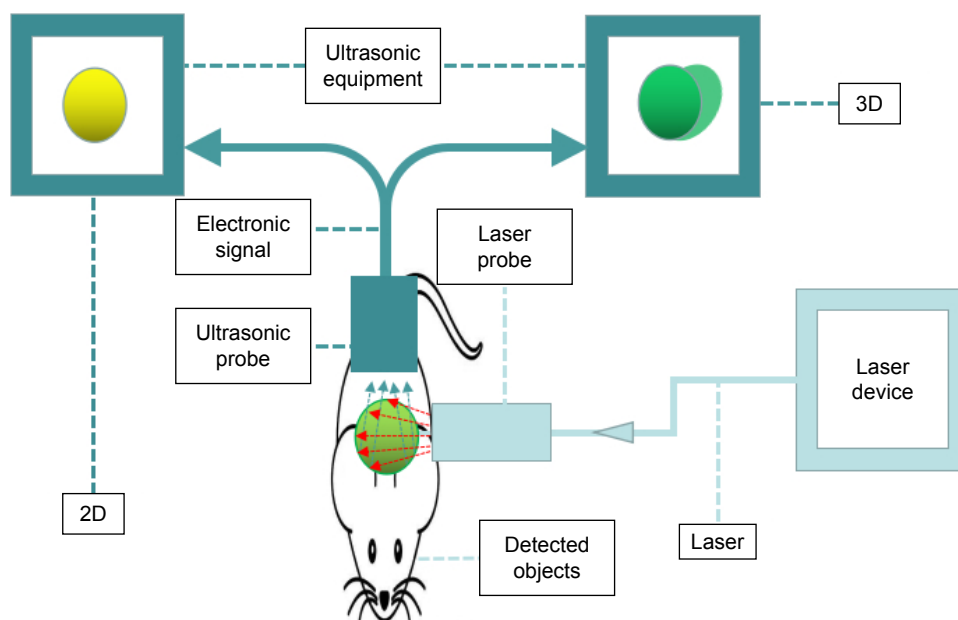 Ultrasonic
equipment
3D
Electronic
signal
Laser
probe
Ultrasonic
probe
Laser
device
2D
Detected
objects
Laser